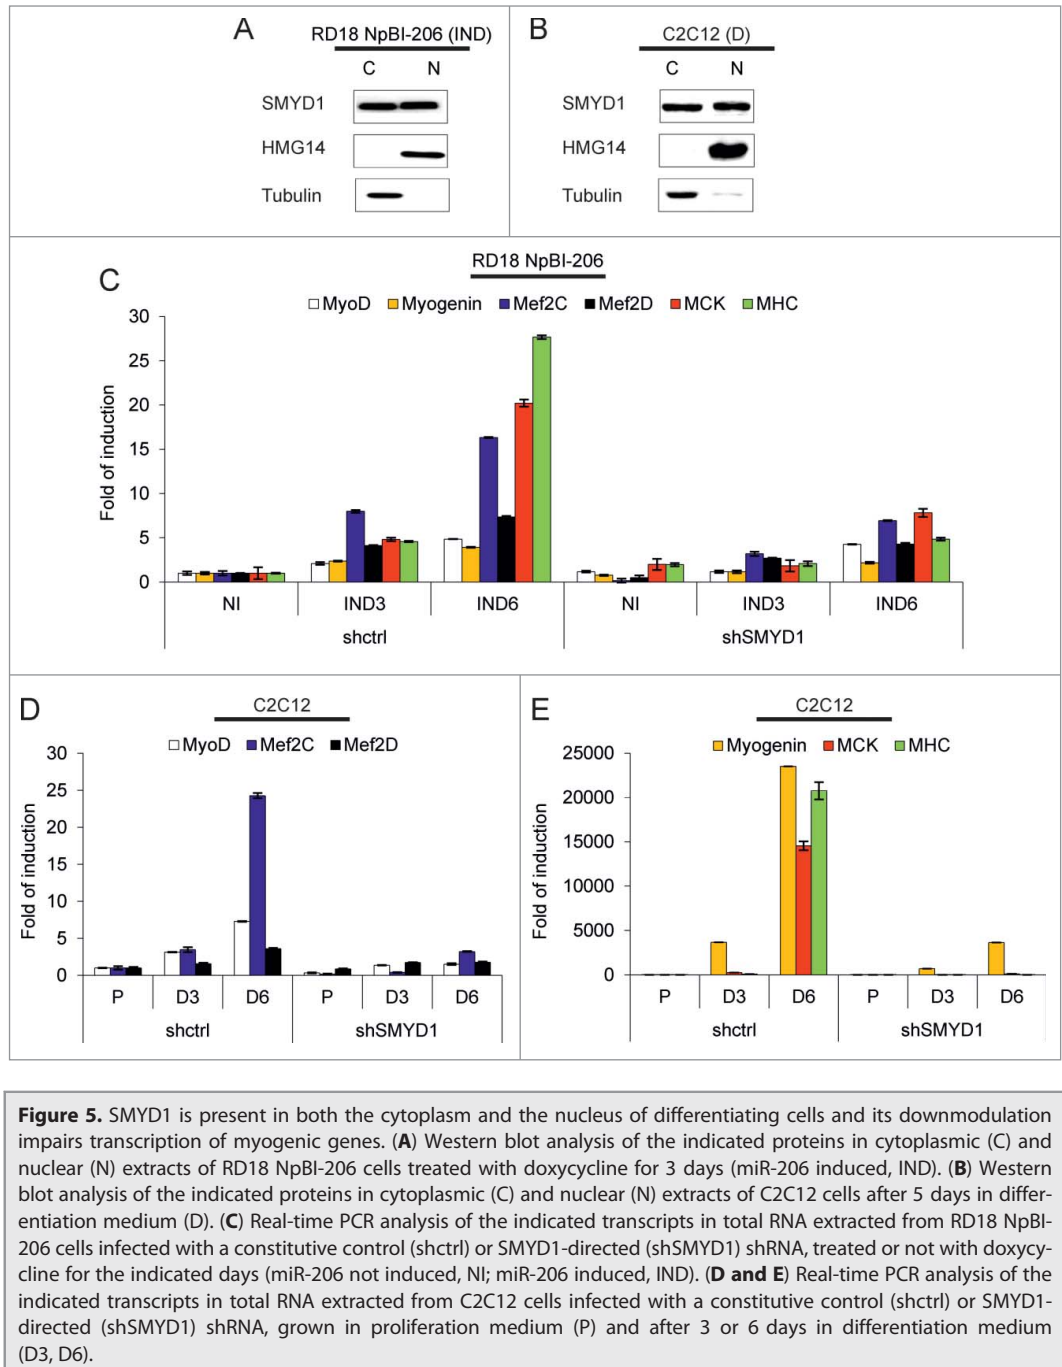 A
RD18 NpBI-206 (IND)
C N
SMYD1
HMG14
Tubulin
B
C2C12 (D)
C N
SMYD1
HMG14
Tubulin
C
RD18 NpBI-206
MyoD Myogenin Mef2C Mef2D MCK MHC
Fold of induction
30
25
20
15
10
5
0
NI IND3 IND6 NI IND3 IND6
shctrl shSMYD1
D
C2C12
MyoD Mef2C Mef2D
Fold of induction
30
25
20
15
10
5
0
P D3 D6 P D3 D6
shctrl shSMYD1
E
C2C12
Myogenin MCK MHC
Fold of induction
25000
20000
15000
10000
5000
0
P D3 D6 P D3 D6
shctrl shSMYD1
Figure 5. SMYD1 is present in both the cytoplasm and the nucleus of differentiating cells and its downmodulation
impairs transcription of myogenic genes. (A) Western blot analysis of the indicated proteins in cytoplasmic (C) and
nuclear (N) extracts of RD18 NpBI-206 cells treated with doxycycline for 3 days (miR-206 induced, IND). (B) Western
blot analysis of the indicated proteins in cytoplasmic (C) and nuclear (N) extracts of C2C12 cells after 5 days in differ-
entiation medium (D). (C) Real-time PCR analysis of the indicated transcripts in total RNA extracted from RD18 NpBI-
206 cells infected with a constitutive control (shctrl) or SMYD1-directed (shSMYD1) shRNA, treated or not with doxycy-
cline for the indicated days (miR-206 not induced, NI; miR-206 induced, IND). (D and E) Real-time PCR analysis of the
indicated transcripts in total RNA extracted from C2C12 cells infected with a constitutive control (shctrl) or SMYD1-
directed (shSMYD1) shRNA, grown in proliferation medium (P) and after 3 or 6 days in differentiation medium
(D3, D6).